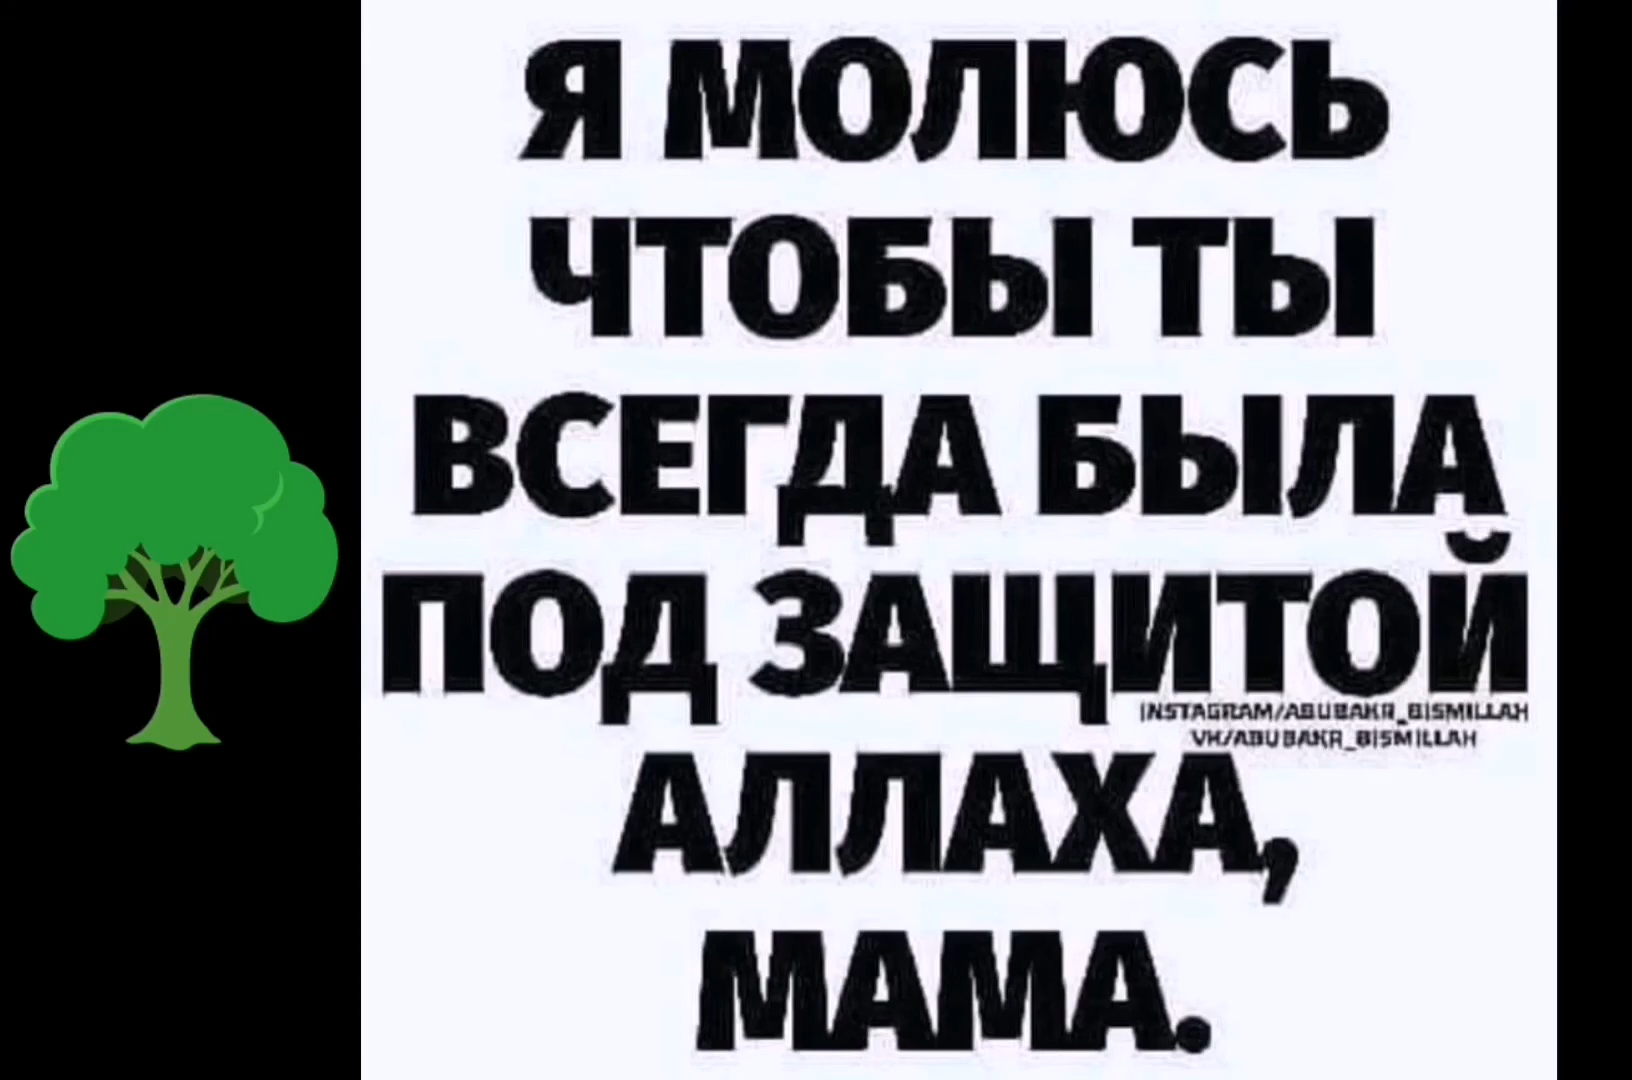 Я МОЛЮСЬ
ЧТОБЫ ТЫ
ВСЕГДА БЫЛА
ПОД ЗАЩИТОЙ
INSTAGRAM/ABUBAKR_BISMILLAH
VK/ABUBAKR_BISMILLAH
АЛЛАХА,
МАМА.